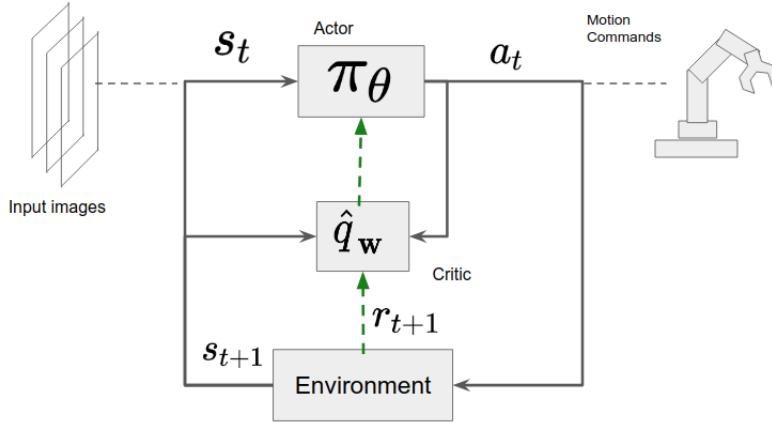 Actor
Motion
Commands
s_t
π_θ
a_t
Input images
q̂_w
Critic
r_{t+1}
s_{t+1}
Environment